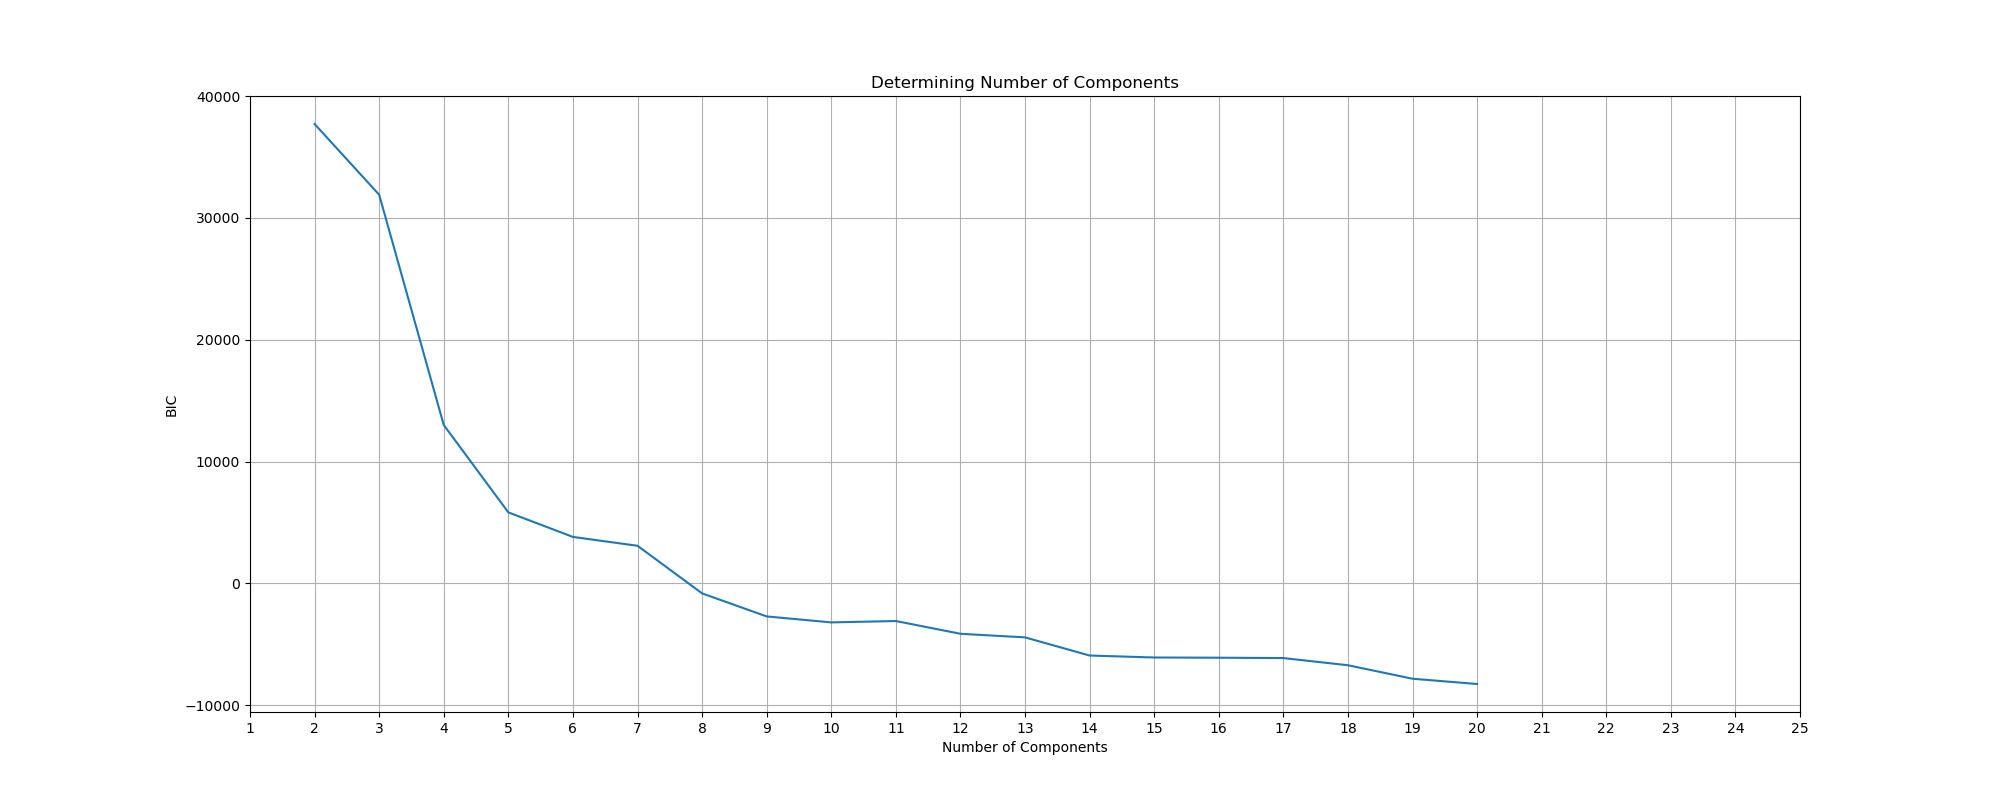 Determining Number of Components
40000
30000
20000
10000
0
−10000
BIC
1 2 3 4 5 6 7 8 9 10 11 12 13 14 15 16 17 18 19 20 21 22 23 24 25
Number of Components